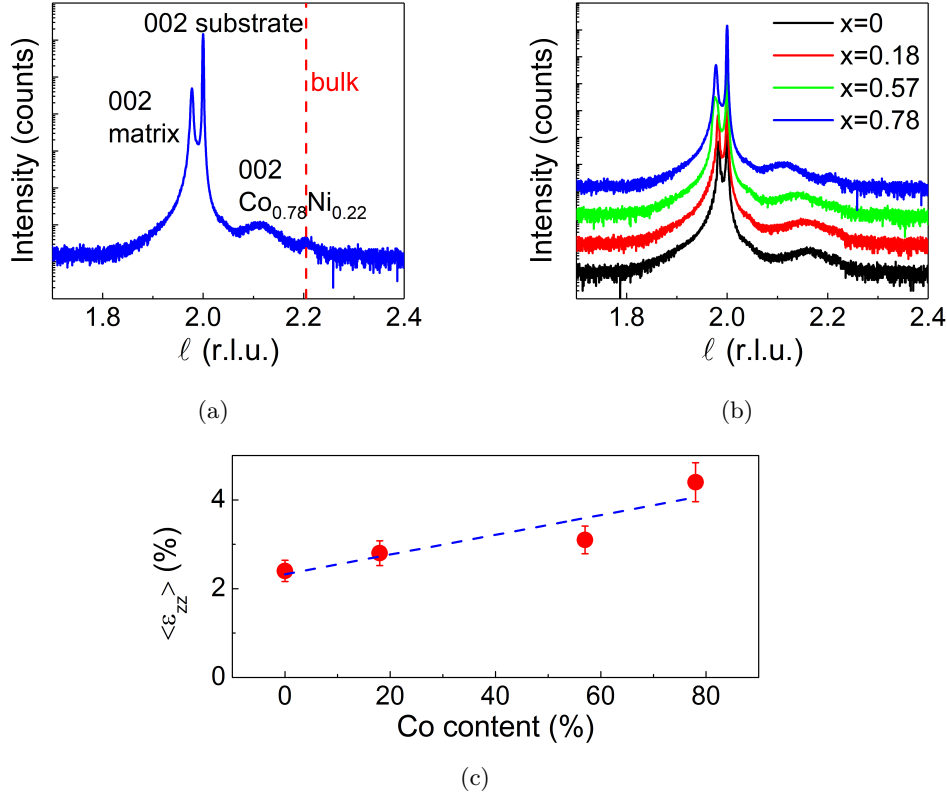 Intensity (counts)
002 substrate
bulk
002
matrix
002
Co0.78Ni0.22
1.8 2.0 2.2 2.4
ℓ (r.l.u.)
(a)
Intensity (counts)
x=0
x=0.18
x=0.57
x=0.78
1.8 2.0 2.2 2.4
ℓ (r.l.u.)
(b)
<εzz> (%)
4
2
0
0 20 40 60 80
Co content (%)
(c)